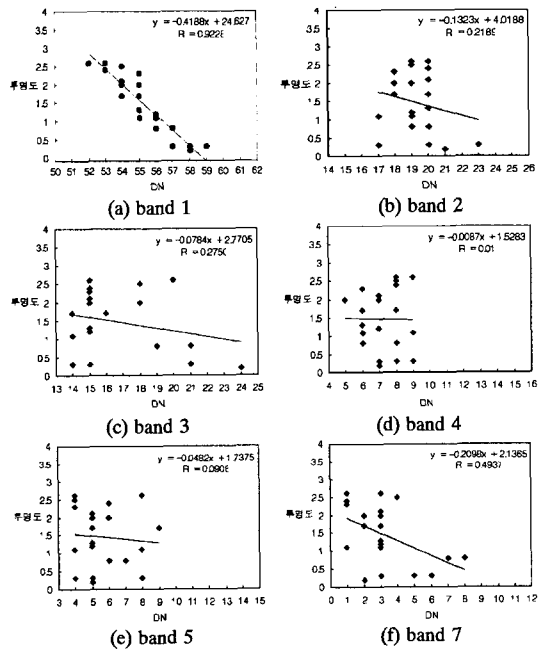 y = -0.4188x + 24.627
R = 0.9228
4
3.5
3
2.5
투명도 2
1.5
1
0.5
0
50 51 52 53 54 55 56 57 58 59 60 61 62
DN
(a) band 1
y = -0.1323x + 4.0188
R = 0.2189
4
3.5
3
2.5
투명도 2
1.5
1
0.5
0
14 15 16 17 18 19 20 21 22 23 24 25 26
DN
(b) band 2
y = -0.0784x + 2.7705
R = 0.2750
4
3.5
3
2.5
투명도 2
1.5
1
0.5
0
13 14 15 16 17 18 19 20 21 22 23 24 25
DN
(c) band 3
y = -0.0087x + 1.5283
R = 0.01
4
3.5
3
2.5
투명도 2
1.5
1
0.5
0
4 5 6 7 8 9 10 11 12 13 14 15 16
DN
(d) band 4
y = -0.0482x + 1.7375
R = 0.0906
4
3.5
3
2.5
투명도 2
1.5
1
0.5
0
3 4 5 6 7 8 9 10 11 12 13 14 15
DN
(e) band 5
y = -0.2098x + 2.1365
R = 0.4937
4
3.5
3
2.5
투명도 2
1.5
1
0.5
0
0 1 2 3 4 5 6 7 8 9 10 11 12
DN
(f) band 7